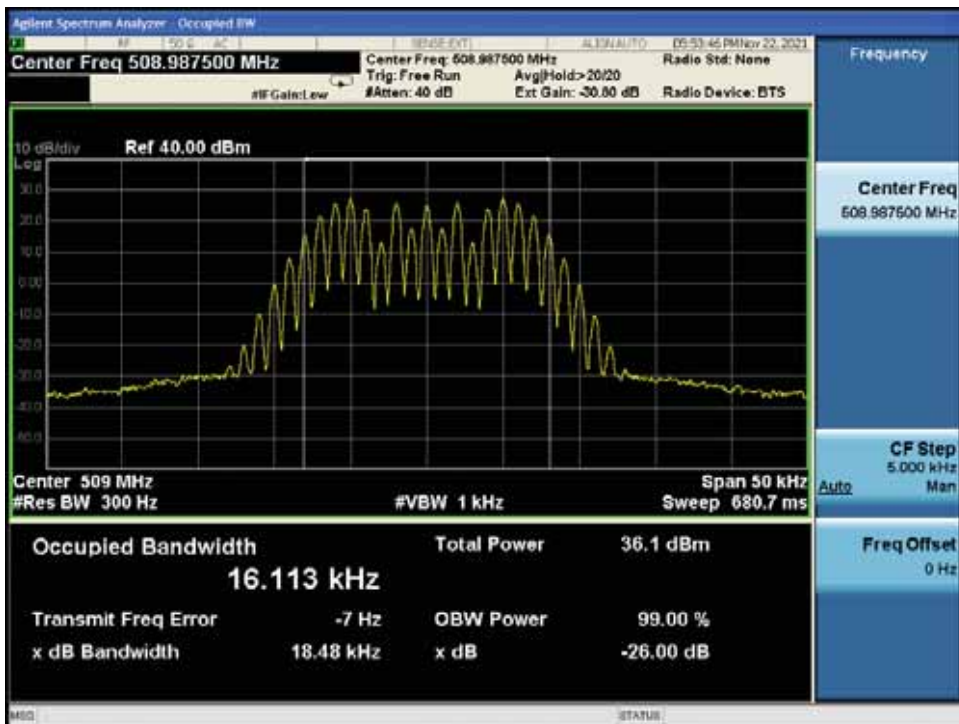 Agilent Spectrum Analyzer - Occupied BW
RF 50 Ω AC SENSE:EXT ALIGN AUTO 05:53:46 PM Nov 22, 2021
Center Freq 508.987500 MHz
Center Freq: 508.987500 MHz
Radio Std: None
Trig: Free Run
Avg|Hold:>20/20
#IFGain:Low
#Atten: 40 dB
Ext Gain: -30.80 dB
Radio Device: BTS
10 dB/div
Ref 40.00 dBm
Log
30.0
20.0
10.0
0.00
-10.0
-20.0
-30.0
-40.0
-50.0
Center 509 MHz
Span 50 kHz
#Res BW 300 Hz
#VBW 1 kHz
Sweep 680.7 ms
Occupied Bandwidth
Total Power 36.1 dBm
16.113 kHz
Transmit Freq Error -7 Hz
OBW Power 99.00 %
x dB Bandwidth 18.48 kHz
x dB -26.00 dB
MSG
STATUS
Frequency
Center Freq
508.987500 MHz
CF Step
5.000 kHz
Auto Man
Freq Offset
0 Hz